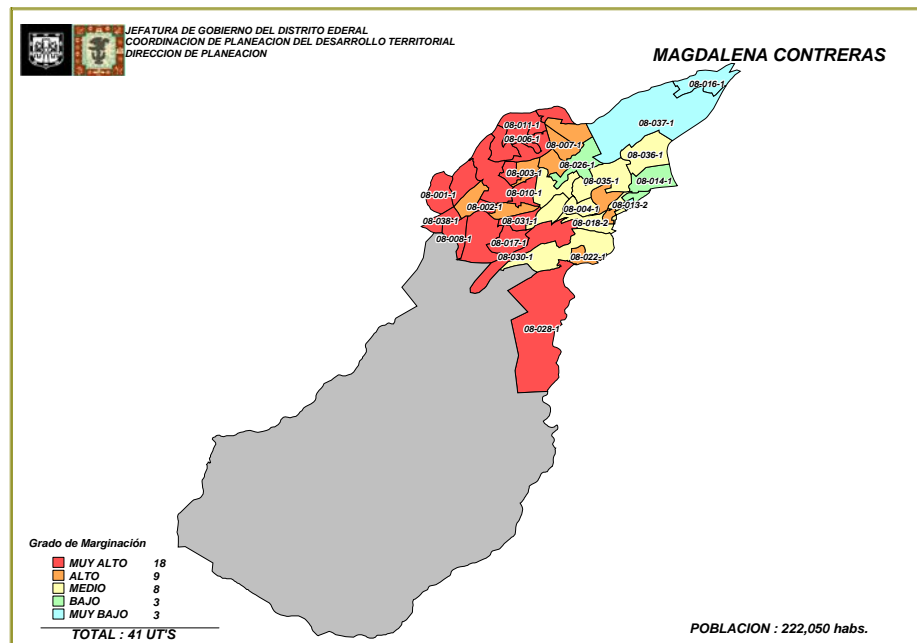 JEFATURA DE GOBIERNO DEL DISTRITO EDERAL
COORDINACION DE PLANEACION DEL DESARROLLO TERRITORIAL
DIRECCION DE PLANEACION
MAGDALENA CONTRERAS
08-016-1
08-037-1
08-011-1
08-006-1
08-007-1
08-036-1
08-026-1
08-003-1
08-035-1
08-014-1
08-001-1
08-010-1
08-002-1
08-004-1
08-013-2
08-038-1
08-031-1
08-018-2
08-008-1
08-017-1
08-030-1
08-022-1
08-028-1
Grado de Marginación
MUY ALTO 18
ALTO 9
MEDIO 8
BAJO 3
MUY BAJO 3
TOTAL : 41 UT'S
POBLACION : 222,050 habs.